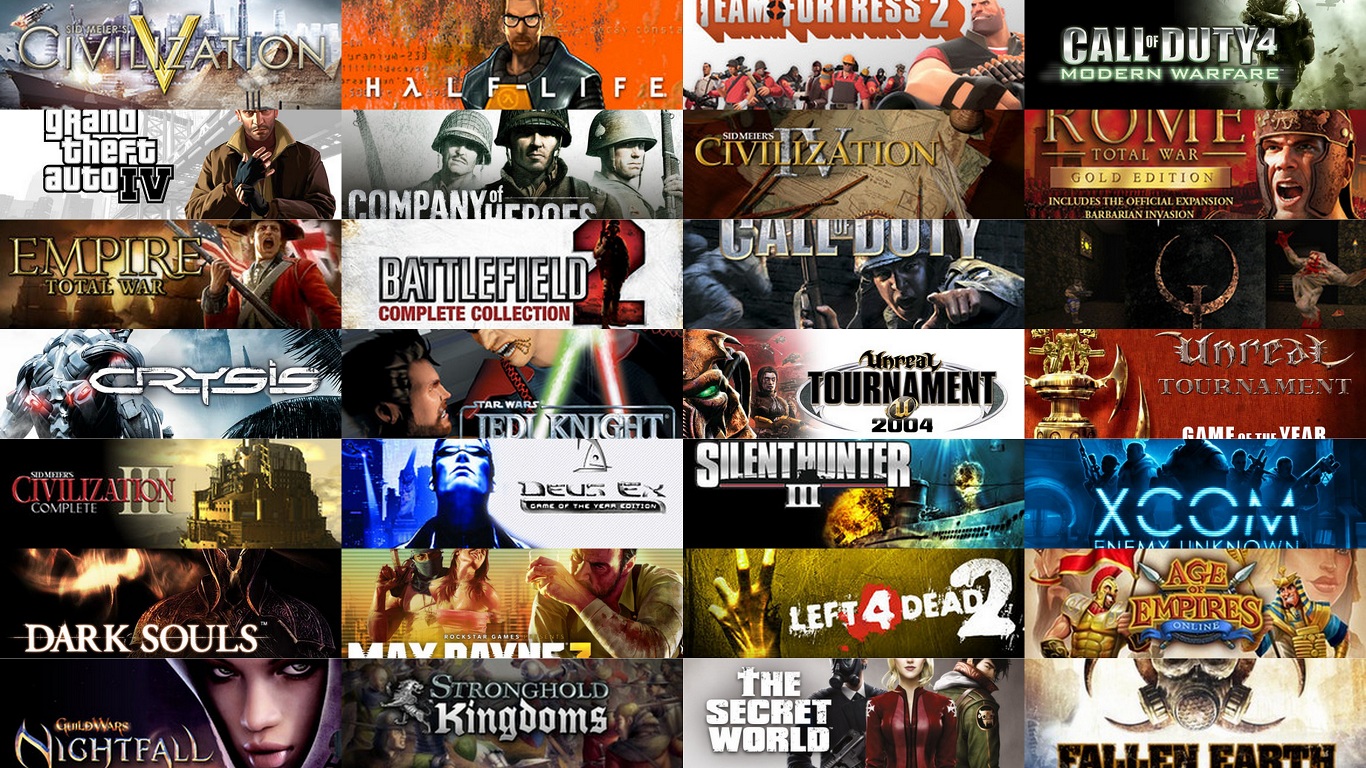 SID MEIER'S
CIVILIZATION
V
HALF-LIFE
TEAM FORTRESS 2
CALL OF DUTY 4
MODERN WARFARE
grand
theft
auto IV
COMPANY of
HEROES
SID MEIER'S
CIVILIZATION
IV
ROME
TOTAL WAR
GOLD EDITION
INCLUDES THE OFFICIAL EXPANSION
BARBARIAN INVASION
EMPIRE
TOTAL WAR
BATTLEFIELD 2
COMPLETE COLLECTION
CALL OF DUTY
CRYSIS
STAR WARS
JEDI KNIGHT
Unreal
TOURNAMENT
2004
Unreal
TOURNAMENT
GAME OF THE YEAR
SID MEIER'S
CIVILIZATION III
COMPLETE
DEUS EX
GAME OF THE YEAR EDITION
SILENT HUNTER
III
XCOM
ENEMY UNKNOWN
DARK SOULS™
ROCKSTAR GAMES PRESENTS
MAX PAYNE 3
LEFT 4 DEAD 2
AGE
OF
EMPIRES
ONLINE
GUILDWARS
NIGHTFALL
STRONGHOLD
Kingdoms
THE
SECRET
WORLD
FALLEN EARTH